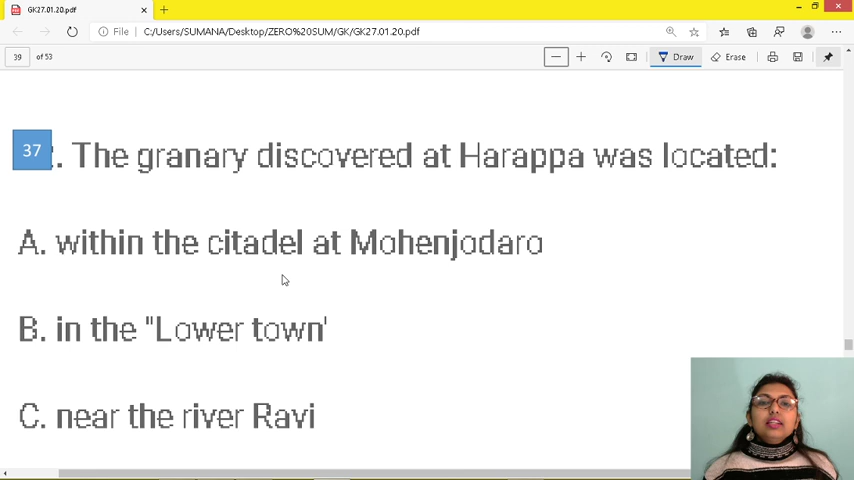 GK27.01.20.pdf
File C:/Users/SUMANA/Desktop/ZERO%20SUM/GK/GK27.01.20.pdf
39 of 53 Draw Erase
37 . The granary discovered at Harappa was located:
A. within the citadel at Mohenjodaro
B. in the "Lower town'
C. near the river Ravi